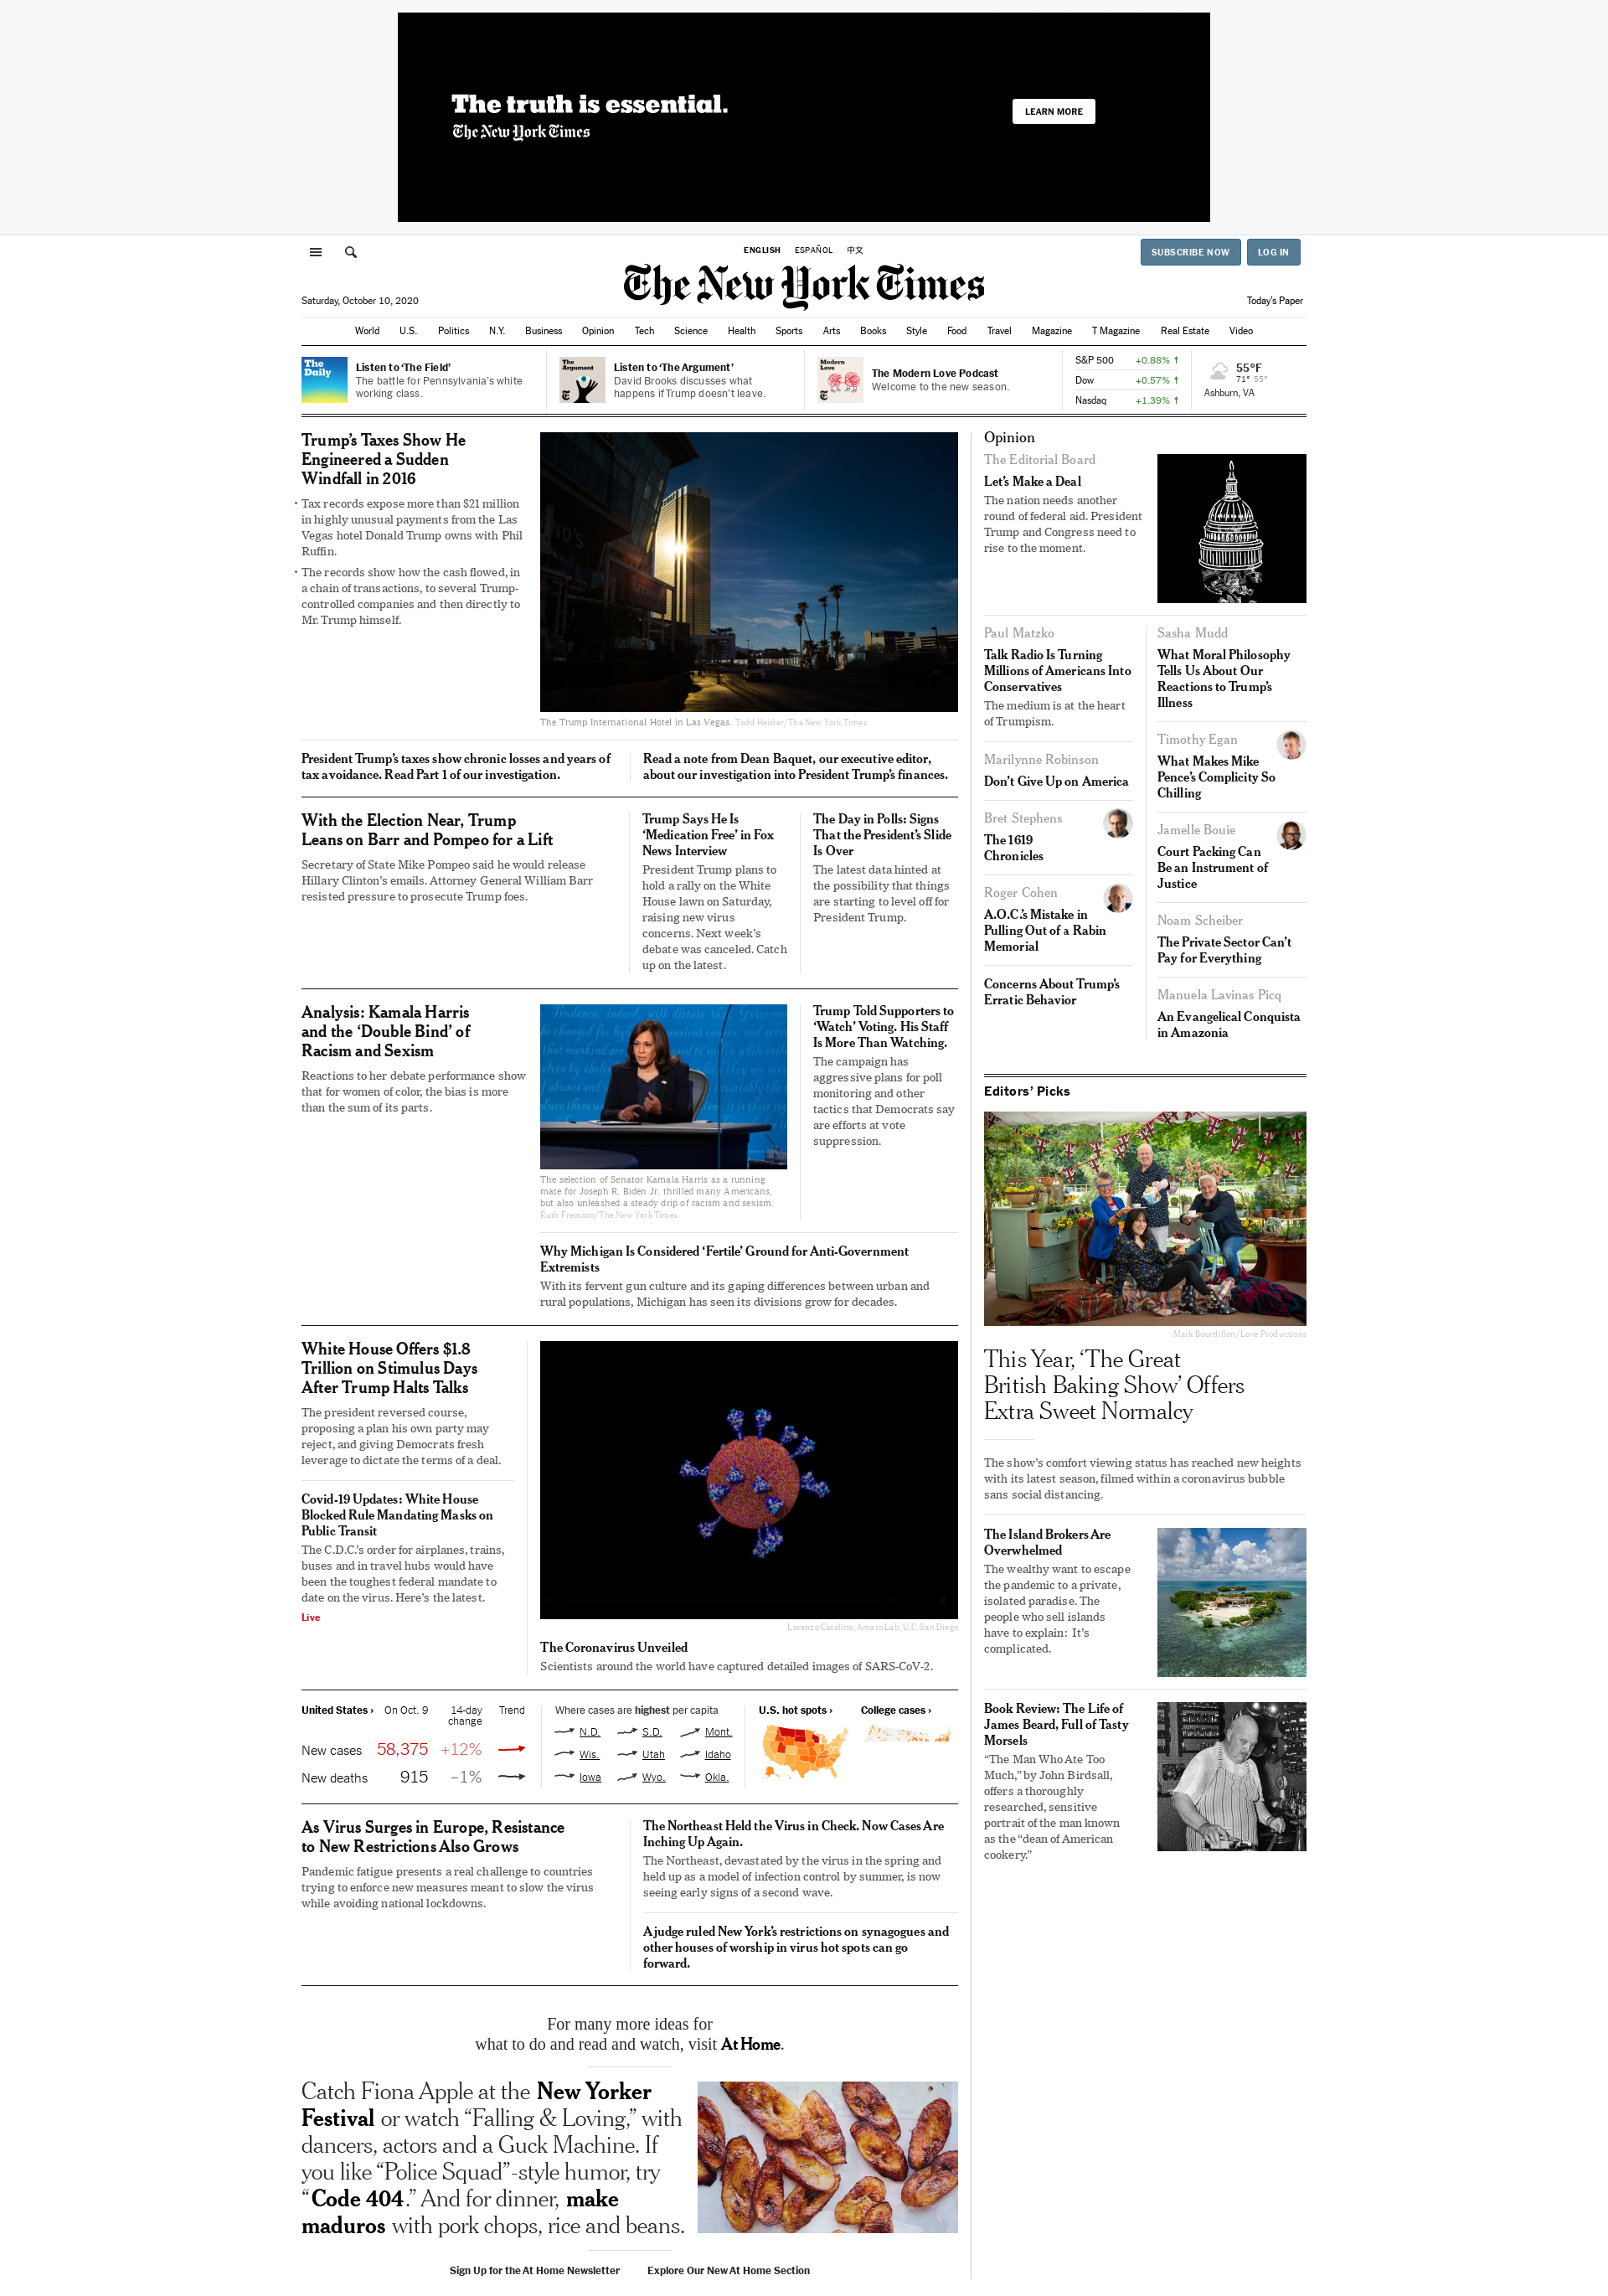 The truth is essential.
The New York Times
LEARN MORE
ENGLISH ESPAÑOL 中文
SUBSCRIBE NOW LOG IN
The New York Times
Saturday, October 10, 2020
Today's Paper
World U.S. Politics N.Y. Business Opinion Tech Science Health Sports Arts Books Style Food Travel Magazine T Magazine Real Estate Video
The
Daily
Listen to ‘The Field’
The battle for Pennsylvania’s white
working class.
The
Argument
Listen to ‘The Argument’
David Brooks discusses what
happens if Trump doesn’t leave.
Modern
Love
The Modern Love Podcast
Welcome to the new season.
S&P 500 +0.88% ↑
Dow +0.57% ↑
Nasdaq +1.39% ↑
55°F
71° 55°
Ashburn, VA
Trump’s Taxes Show He
Engineered a Sudden
Windfall in 2016
• Tax records expose more than $21 million
in highly unusual payments from the Las
Vegas hotel Donald Trump owns with Phil
Ruffin.
• The records show how the cash flowed, in
a chain of transactions, to several Trump-
controlled companies and then directly to
Mr. Trump himself.
The Trump International Hotel in Las Vegas. Todd Heisler/The New York Times
President Trump’s taxes show chronic losses and years of
tax avoidance. Read Part 1 of our investigation.
Read a note from Dean Baquet, our executive editor,
about our investigation into President Trump’s finances.
With the Election Near, Trump
Leans on Barr and Pompeo for a Lift
Secretary of State Mike Pompeo said he would release
Hillary Clinton’s emails. Attorney General William Barr
resisted pressure to prosecute Trump foes.
Trump Says He Is
‘Medication Free’ in Fox
News Interview
President Trump plans to
hold a rally on the White
House lawn on Saturday,
raising new virus
concerns. Next week’s
debate was canceled. Catch
up on the latest.
The Day in Polls: Signs
That the President’s Slide
Is Over
The latest data hinted at
the possibility that things
are starting to level off for
President Trump.
Analysis: Kamala Harris
and the ‘Double Bind’ of
Racism and Sexism
Reactions to her debate performance show
that for women of color, the bias is more
than the sum of its parts.
The selection of Senator Kamala Harris as a running
mate for Joseph R. Biden Jr. thrilled many Americans,
but also unleashed a steady drip of racism and sexism.
Ruth Fremson/The New York Times
Trump Told Supporters to
‘Watch’ Voting. His Staff
Is More Than Watching.
The campaign has
aggressive plans for poll
monitoring and other
tactics that Democrats say
are efforts at vote
suppression.
Why Michigan Is Considered ‘Fertile’ Ground for Anti-Government
Extremists
With its fervent gun culture and its gaping differences between urban and
rural populations, Michigan has seen its divisions grow for decades.
White House Offers $1.8
Trillion on Stimulus Days
After Trump Halts Talks
The president reversed course,
proposing a plan his own party may
reject, and giving Democrats fresh
leverage to dictate the terms of a deal.
Covid-19 Updates: White House
Blocked Rule Mandating Masks on
Public Transit
The C.D.C.’s order for airplanes, trains,
buses and in travel hubs would have
been the toughest federal mandate to
date on the virus. Here’s the latest.
Live
Lorenzo Casalino, Amaro Lab, U.C. San Diego
The Coronavirus Unveiled
Scientists around the world have captured detailed images of SARS-CoV-2.
United States › On Oct. 9 14-day
change Trend
New cases 58,375 +12%
New deaths 915 –1%
Where cases are highest per capita
N.D. S.D. Mont.
Wis. Utah Idaho
Iowa Wyo. Okla.
U.S. hot spots › College cases ›
As Virus Surges in Europe, Resistance
to New Restrictions Also Grows
Pandemic fatigue presents a real challenge to countries
trying to enforce new measures meant to slow the virus
while avoiding national lockdowns.
The Northeast Held the Virus in Check. Now Cases Are
Inching Up Again.
The Northeast, devastated by the virus in the spring and
held up as a model of infection control by summer, is now
seeing early signs of a second wave.
A judge ruled New York’s restrictions on synagogues and
other houses of worship in virus hot spots can go
forward.
For many more ideas for
what to do and read and watch, visit At Home.
Catch Fiona Apple at the New Yorker
Festival or watch “Falling & Loving,” with
dancers, actors and a Guck Machine. If
you like “Police Squad”-style humor, try
“Code 404.” And for dinner, make
maduros with pork chops, rice and beans.
Sign Up for the At Home Newsletter Explore Our New At Home Section
Opinion
The Editorial Board
Let’s Make a Deal
The nation needs another
round of federal aid. President
Trump and Congress need to
rise to the moment.
Paul Matzko
Talk Radio Is Turning
Millions of Americans Into
Conservatives
The medium is at the heart
of Trumpism.
Marilynne Robinson
Don’t Give Up on America
Bret Stephens
The 1619
Chronicles
Roger Cohen
A.O.C.’s Mistake in
Pulling Out of a Rabin
Memorial
Concerns About Trump’s
Erratic Behavior
Sasha Mudd
What Moral Philosophy
Tells Us About Our
Reactions to Trump’s
Illness
Timothy Egan
What Makes Mike
Pence’s Complicity So
Chilling
Jamelle Bouie
Court Packing Can
Be an Instrument of
Justice
Noam Scheiber
The Private Sector Can’t
Pay for Everything
Manuela Lavinas Picq
An Evangelical Conquista
in Amazonia
Editors’ Picks
Mark Bourdillon/Love Productions
This Year, ‘The Great
British Baking Show’ Offers
Extra Sweet Normalcy
The show’s comfort viewing status has reached new heights
with its latest season, filmed within a coronavirus bubble
sans social distancing.
The Island Brokers Are
Overwhelmed
The wealthy want to escape
the pandemic to a private,
isolated paradise. The
people who sell islands
have to explain: It’s
complicated.
Book Review: The Life of
James Beard, Full of Tasty
Morsels
“The Man Who Ate Too
Much,” by John Birdsall,
offers a thoroughly
researched, sensitive
portrait of the man known
as the “dean of American
cookery.”